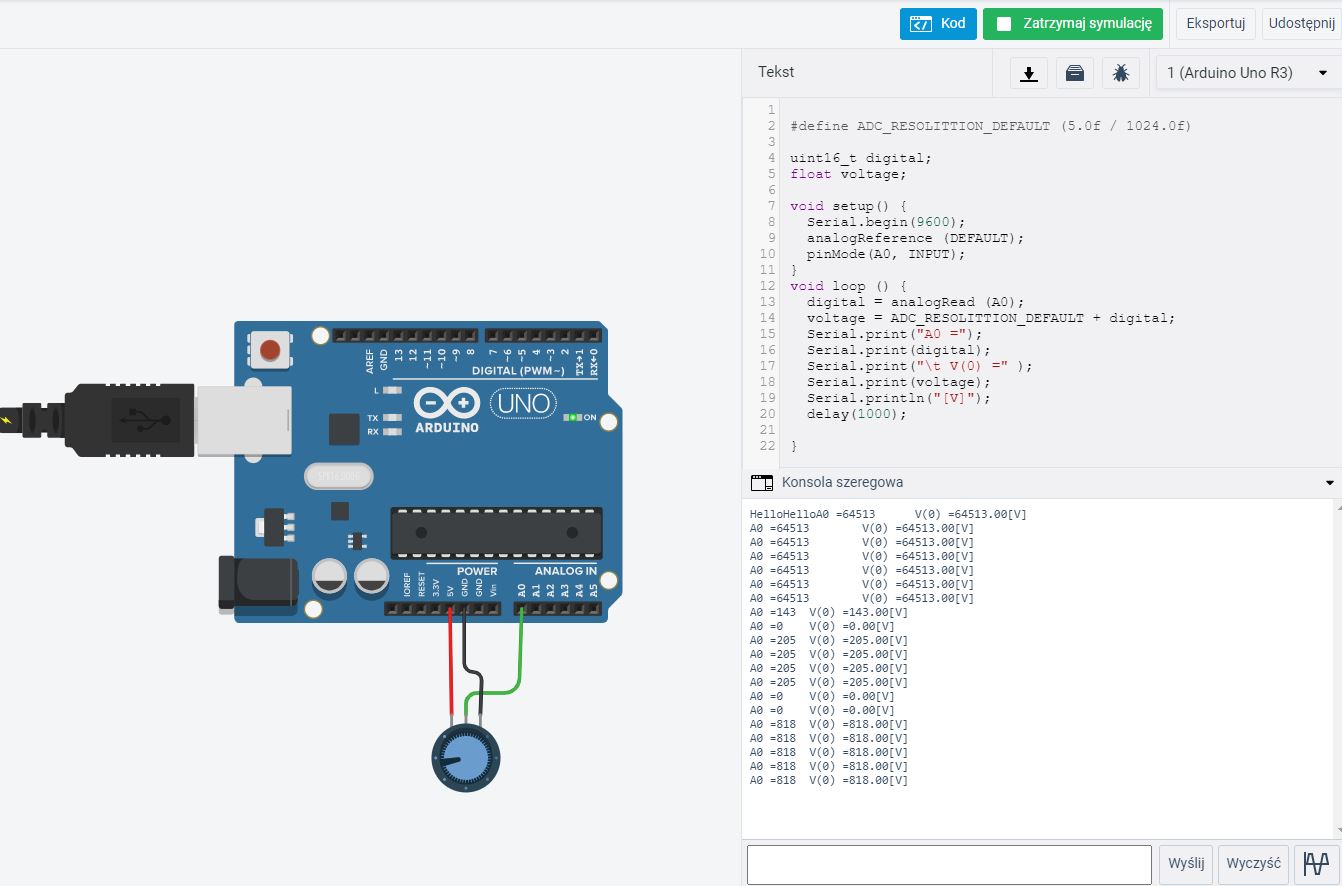 Kod
Zatrzymaj symulację
Eksportuj
Udostępnij
Tekst
1 (Arduino Uno R3)
1
2 #define ADC_RESOLITTION_DEFAULT (5.0f / 1024.0f)
3
4 uint16_t digital;
5 float voltage;
6
7 void setup() {
8 Serial.begin(9600);
9 analogReference (DEFAULT);
10 pinMode(A0, INPUT);
11 }
12 void loop () {
13 digital = analogRead (A0);
14 voltage = ADC_RESOLITTION_DEFAULT + digital;
15 Serial.print("A0 =");
16 Serial.print(digital);
17 Serial.print("\t V(0) =" );
18 Serial.print(voltage);
19 Serial.println("[V]");
20 delay(1000);
21
22 }
AREF
GND
13
12
~11
~10
~9
8
7
~6
~5
4
~3
2
TX→1
RX←0
DIGITAL (PWM~)
L
TX
RX
UNO
ARDUINO
ON
POWER
ANALOG IN
IOREF
RESET
3.3V
5V
GND
GND
Vin
A0
A1
A2
A3
A4
A5
Konsola szeregowa
HelloHelloA0 =64513 V(0) =64513.00[V]
A0 =64513 V(0) =64513.00[V]
A0 =64513 V(0) =64513.00[V]
A0 =64513 V(0) =64513.00[V]
A0 =64513 V(0) =64513.00[V]
A0 =64513 V(0) =64513.00[V]
A0 =64513 V(0) =64513.00[V]
A0 =143 V(0) =143.00[V]
A0 =0 V(0) =0.00[V]
A0 =205 V(0) =205.00[V]
A0 =205 V(0) =205.00[V]
A0 =205 V(0) =205.00[V]
A0 =205 V(0) =205.00[V]
A0 =0 V(0) =0.00[V]
A0 =0 V(0) =0.00[V]
A0 =818 V(0) =818.00[V]
A0 =818 V(0) =818.00[V]
A0 =818 V(0) =818.00[V]
A0 =818 V(0) =818.00[V]
A0 =818 V(0) =818.00[V]
Wyślij
Wyczyść